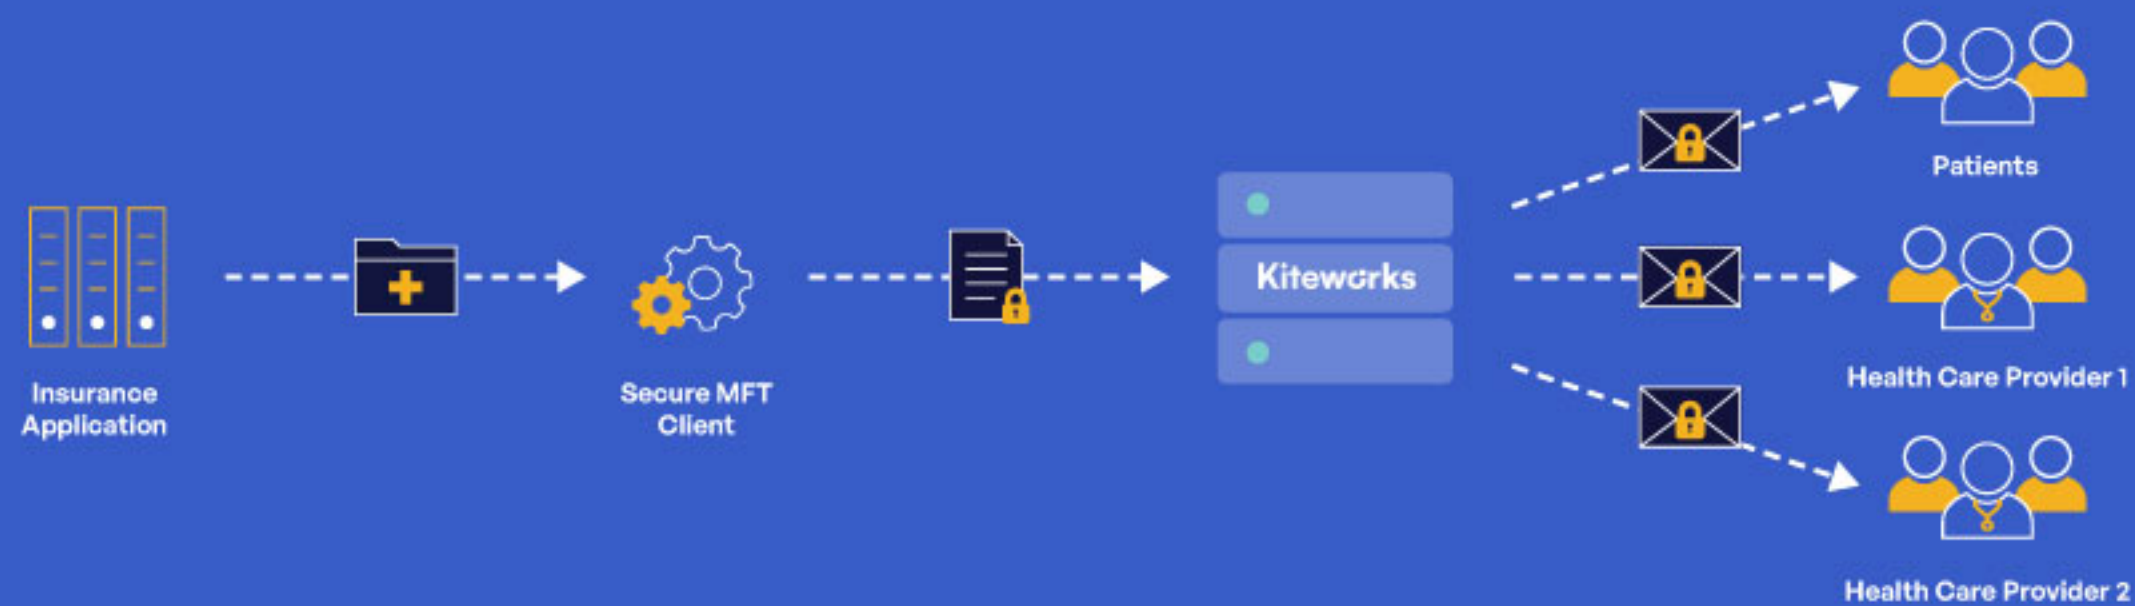 Insurance
Application
Secure MFT
Client
Kiteworks
Patients
Health Care Provider 1
Health Care Provider 2